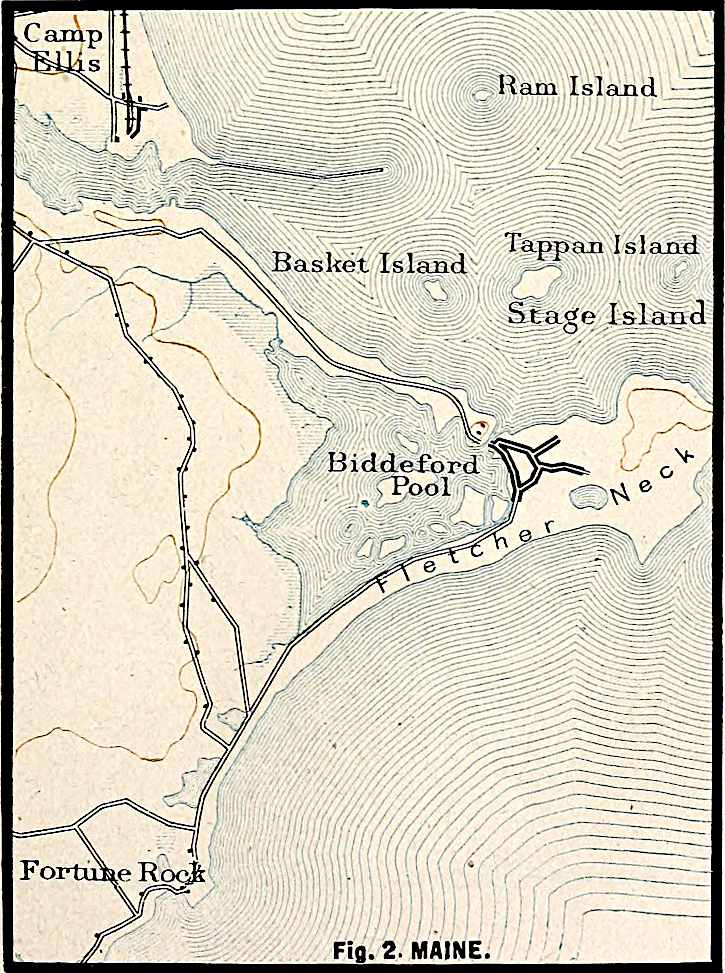 Camp
Ellis
Ram Island
Tappan Island
Basket Island
Stage Island
Biddeford
Pool
Fletcher Neck
Fortune Rock
Fig. 2. MAINE.